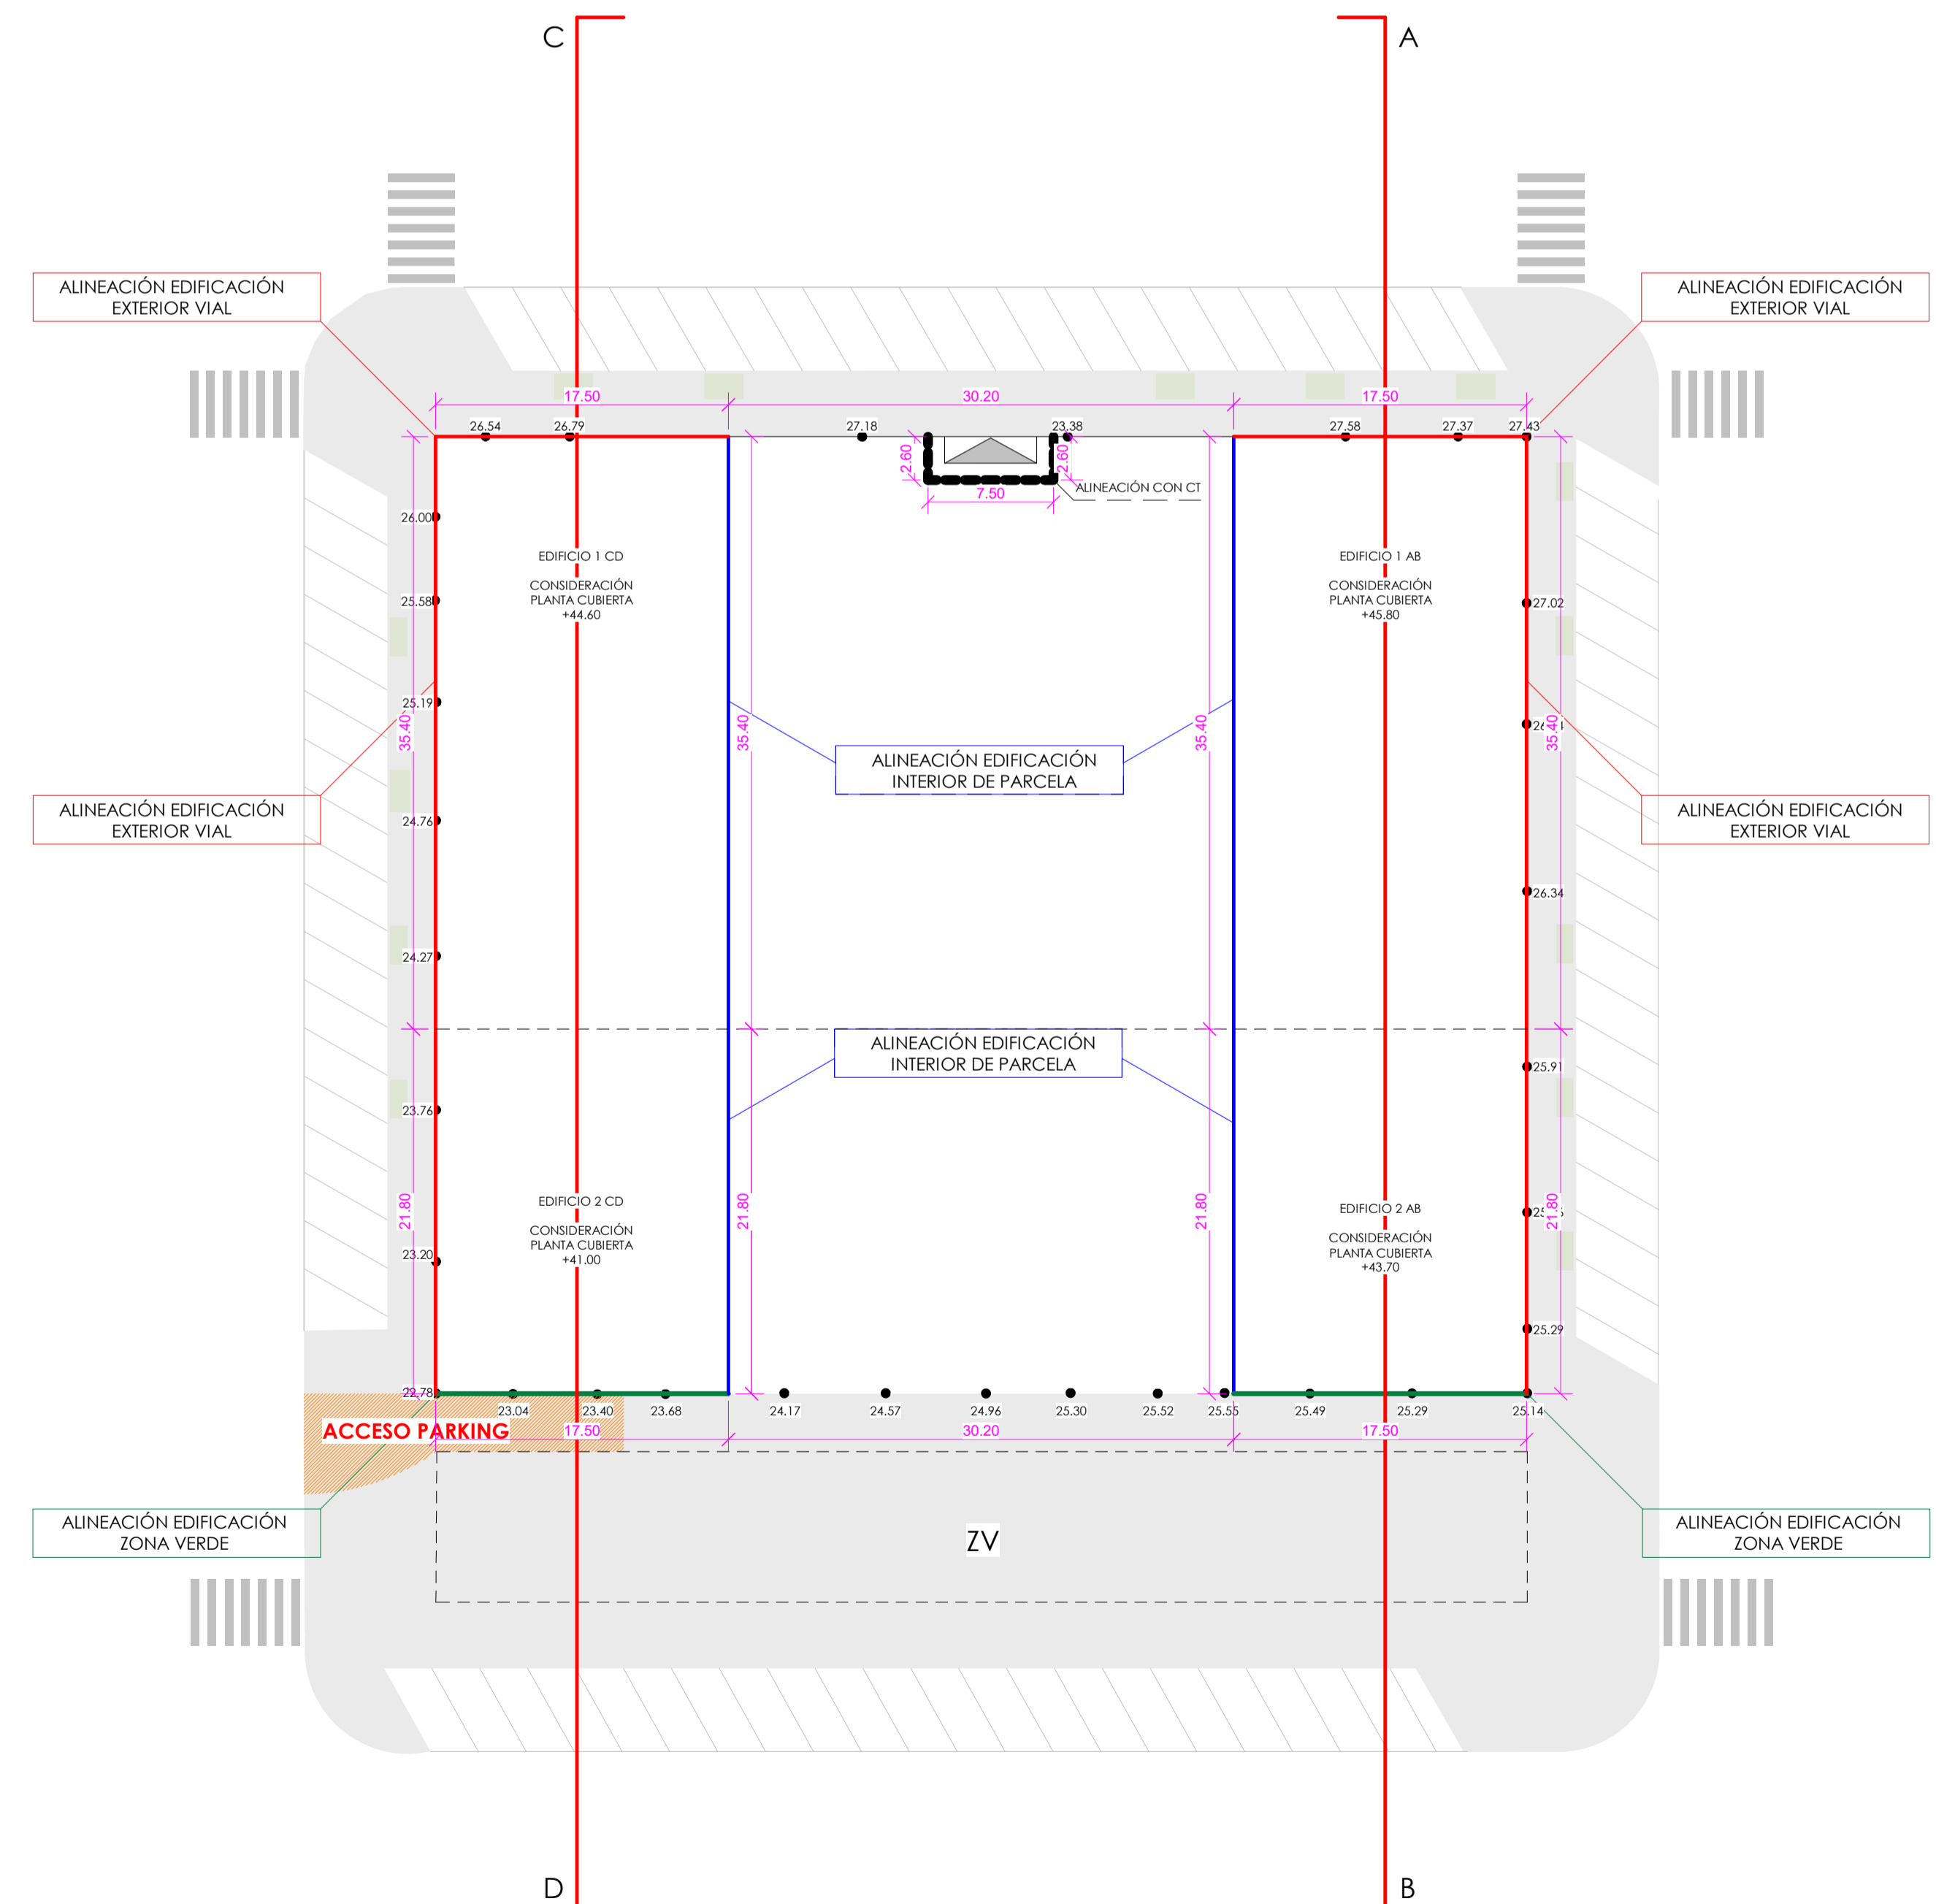 C
A
ALINEACIÓN EDIFICACIÓN
EXTERIOR VIAL
ALINEACIÓN EDIFICACIÓN
EXTERIOR VIAL
17.50
30.20
17.50
26.54
26.79
27.18
23.38
27.58
27.37
27.43
2.60
2.60
7.50
ALINEACIÓN CON CT
26.00
EDIFICIO 1 CD
CONSIDERACIÓN
PLANTA CUBIERTA
+44.60
EDIFICIO 1 AB
CONSIDERACIÓN
PLANTA CUBIERTA
+45.80
25.58
27.02
25.19
35.40
35.40
35.40
35.40
ALINEACIÓN EDIFICACIÓN
INTERIOR DE PARCELA
ALINEACIÓN EDIFICACIÓN
EXTERIOR VIAL
ALINEACIÓN EDIFICACIÓN
EXTERIOR VIAL
24.76
26.34
24.27
ALINEACIÓN EDIFICACIÓN
INTERIOR DE PARCELA
25.91
23.76
21.80
21.80
21.80
21.80
EDIFICIO 2 CD
CONSIDERACIÓN
PLANTA CUBIERTA
+41.00
EDIFICIO 2 AB
CONSIDERACIÓN
PLANTA CUBIERTA
+43.70
23.20
25.29
22.78
23.04
23.40
23.68
24.17
24.57
24.96
25.30
25.52
25.55
25.49
25.29
25.14
ACCESO PARKING
17.50
30.20
17.50
ALINEACIÓN EDIFICACIÓN
ZONA VERDE
ZV
ALINEACIÓN EDIFICACIÓN
ZONA VERDE
D
B